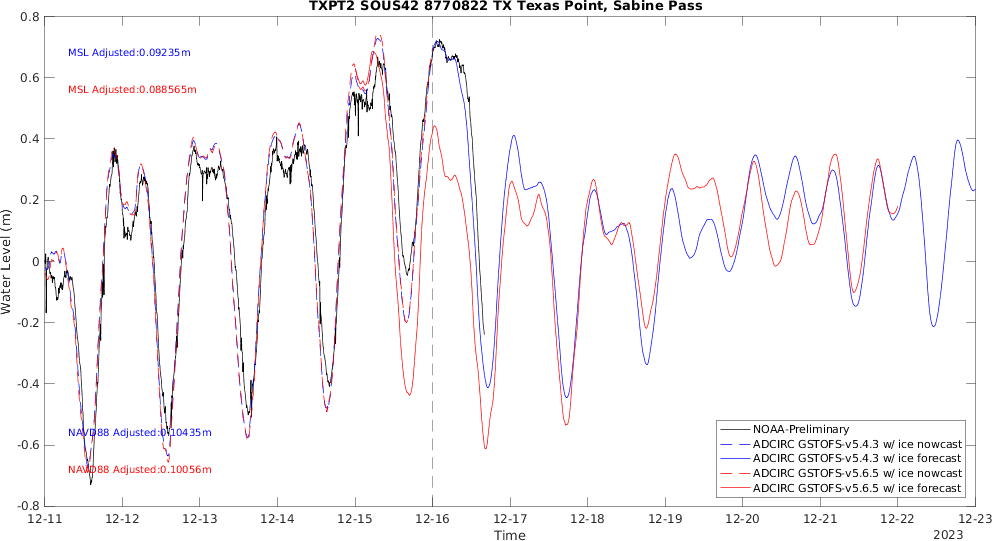 TXPT2 SOUS42 8770822 TX Texas Point, Sabine Pass
0.8
0.6
0.4
0.2
0
-0.2
-0.4
-0.6
-0.8
Water Level (m)
MSL Adjusted:0.09235m
MSL Adjusted:0.088565m
NAVD88 Adjusted:0.10435m
NAVD88 Adjusted:0.10056m
NOAA-Preliminary
ADCIRC GSTOFS-v5.4.3 w/ ice nowcast
ADCIRC GSTOFS-v5.4.3 w/ ice forecast
ADCIRC GSTOFS-v5.6.5 w/ ice nowcast
ADCIRC GSTOFS-v5.6.5 w/ ice forecast
12-11 12-12 12-13 12-14 12-15 12-16 12-17 12-18 12-19 12-20 12-21 12-22 12-23
Time
2023